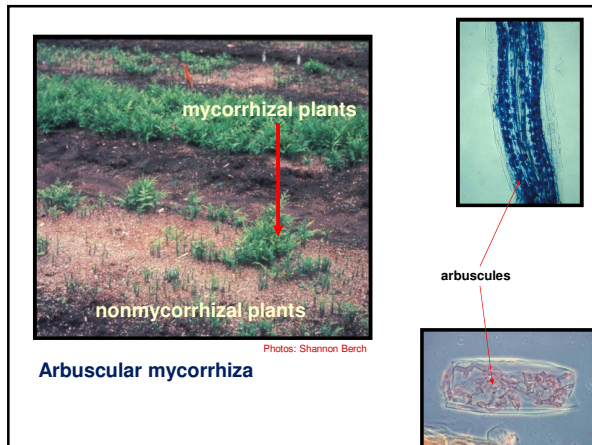 mycorrhizal plants
arbuscules
nonmycorrhizal plants
Photos: Shannon Berch
Arbuscular mycorrhiza